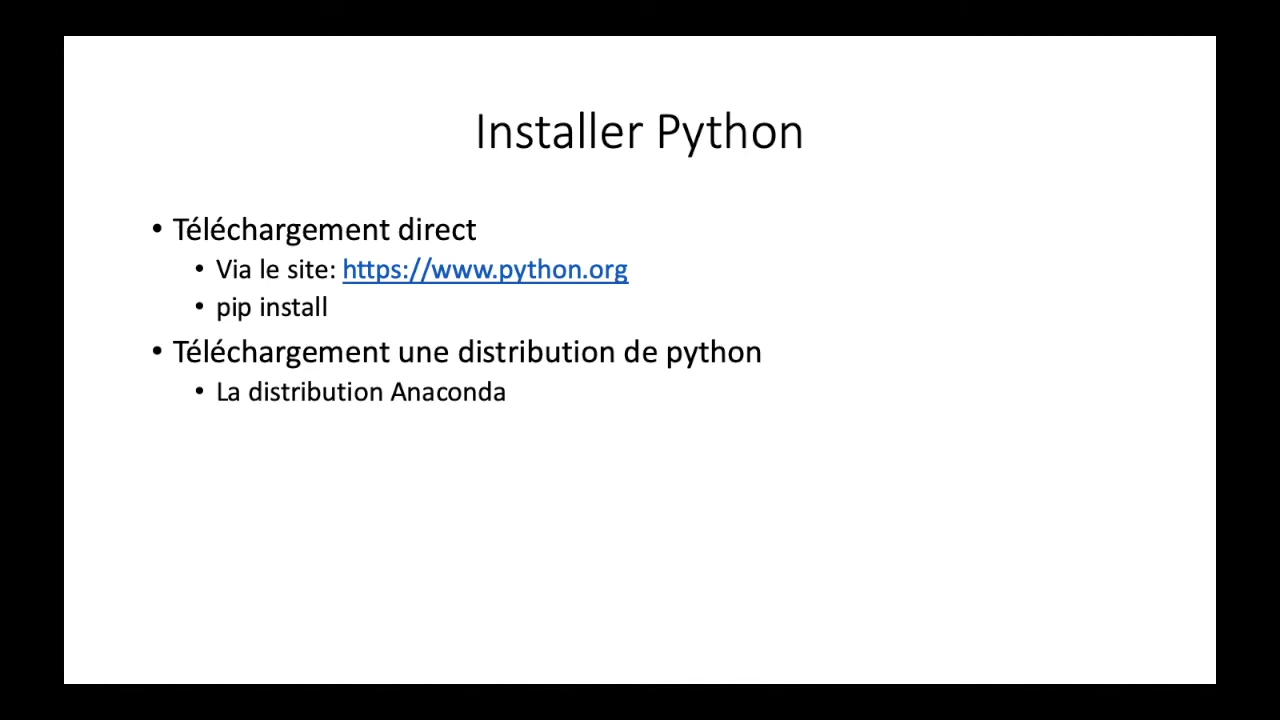 Installer Python
• Téléchargement direct
• Via le site: https://www.python.org
• pip install
• Téléchargement une distribution de python
• La distribution Anaconda